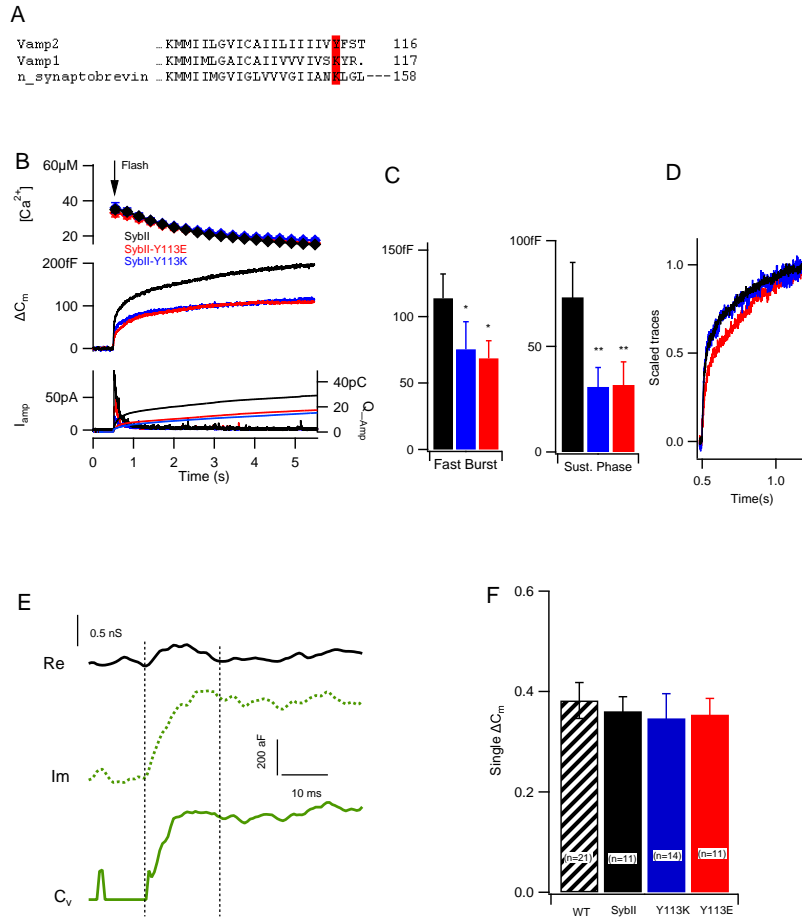 A
Vamp2 …KMMIILGVICAIILIIIIVYFST 116
Vamp1 …KMMIMLGAICAIIVVVIVSKYR. 117
n_synaptobrevin …KMMIIMGVIGLVVVGIIANKLGL---158
B
60µM
40
20
[Ca2+]
Flash
SybII
SybII-Y113E
SybII-Y113K
200fF
100
0
ΔCm
50pA
0
Iamp
40pC
20
0
Q_Amp
0 1 2 3 4 5
Time (s)
C
150fF
100
50
0
* *
Fast Burst
100fF
50
0
** **
Sust. Phase
D
1.0
0.5
0.0
Scaled traces
0.5 1.0
Time(s)
E
0.5 nS
Re
Im
200 aF
10 ms
Cv
F
0.6
0.4
0.2
0.0
Single ΔCm
(n=21) (n=11) (n=14) (n=11)
WT SybII Y113K Y113E